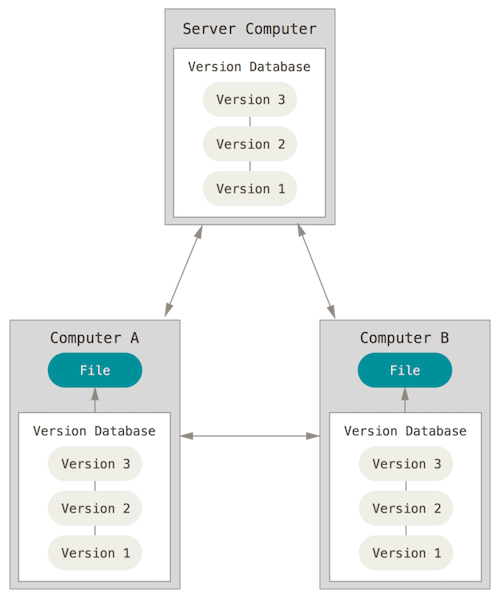 Server Computer
Version Database
Version 3
Version 2
Version 1
Computer A
File
Version Database
Version 3
Version 2
Version 1
Computer B
File
Version Database
Version 3
Version 2
Version 1